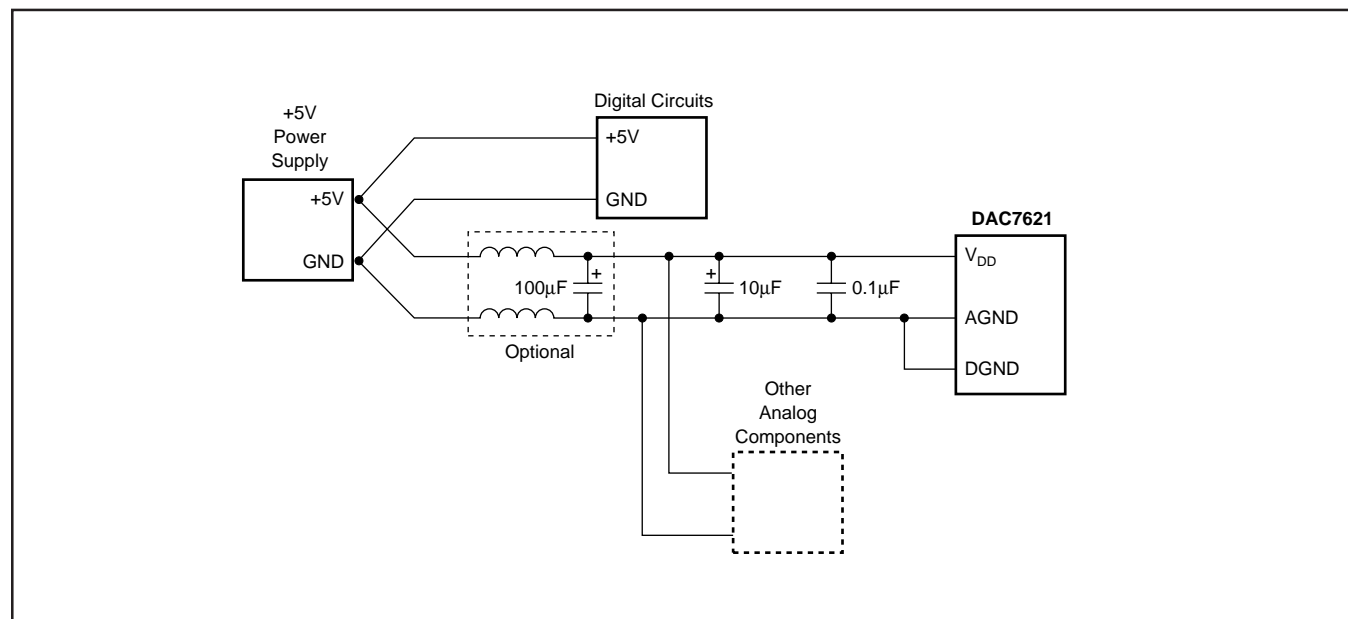 +5V
Power
Supply
+5V
GND
Digital Circuits
+5V
GND
100μF
+
Optional
+
10μF
0.1μF
DAC7621
VDD
AGND
DGND
Other
Analog
Components